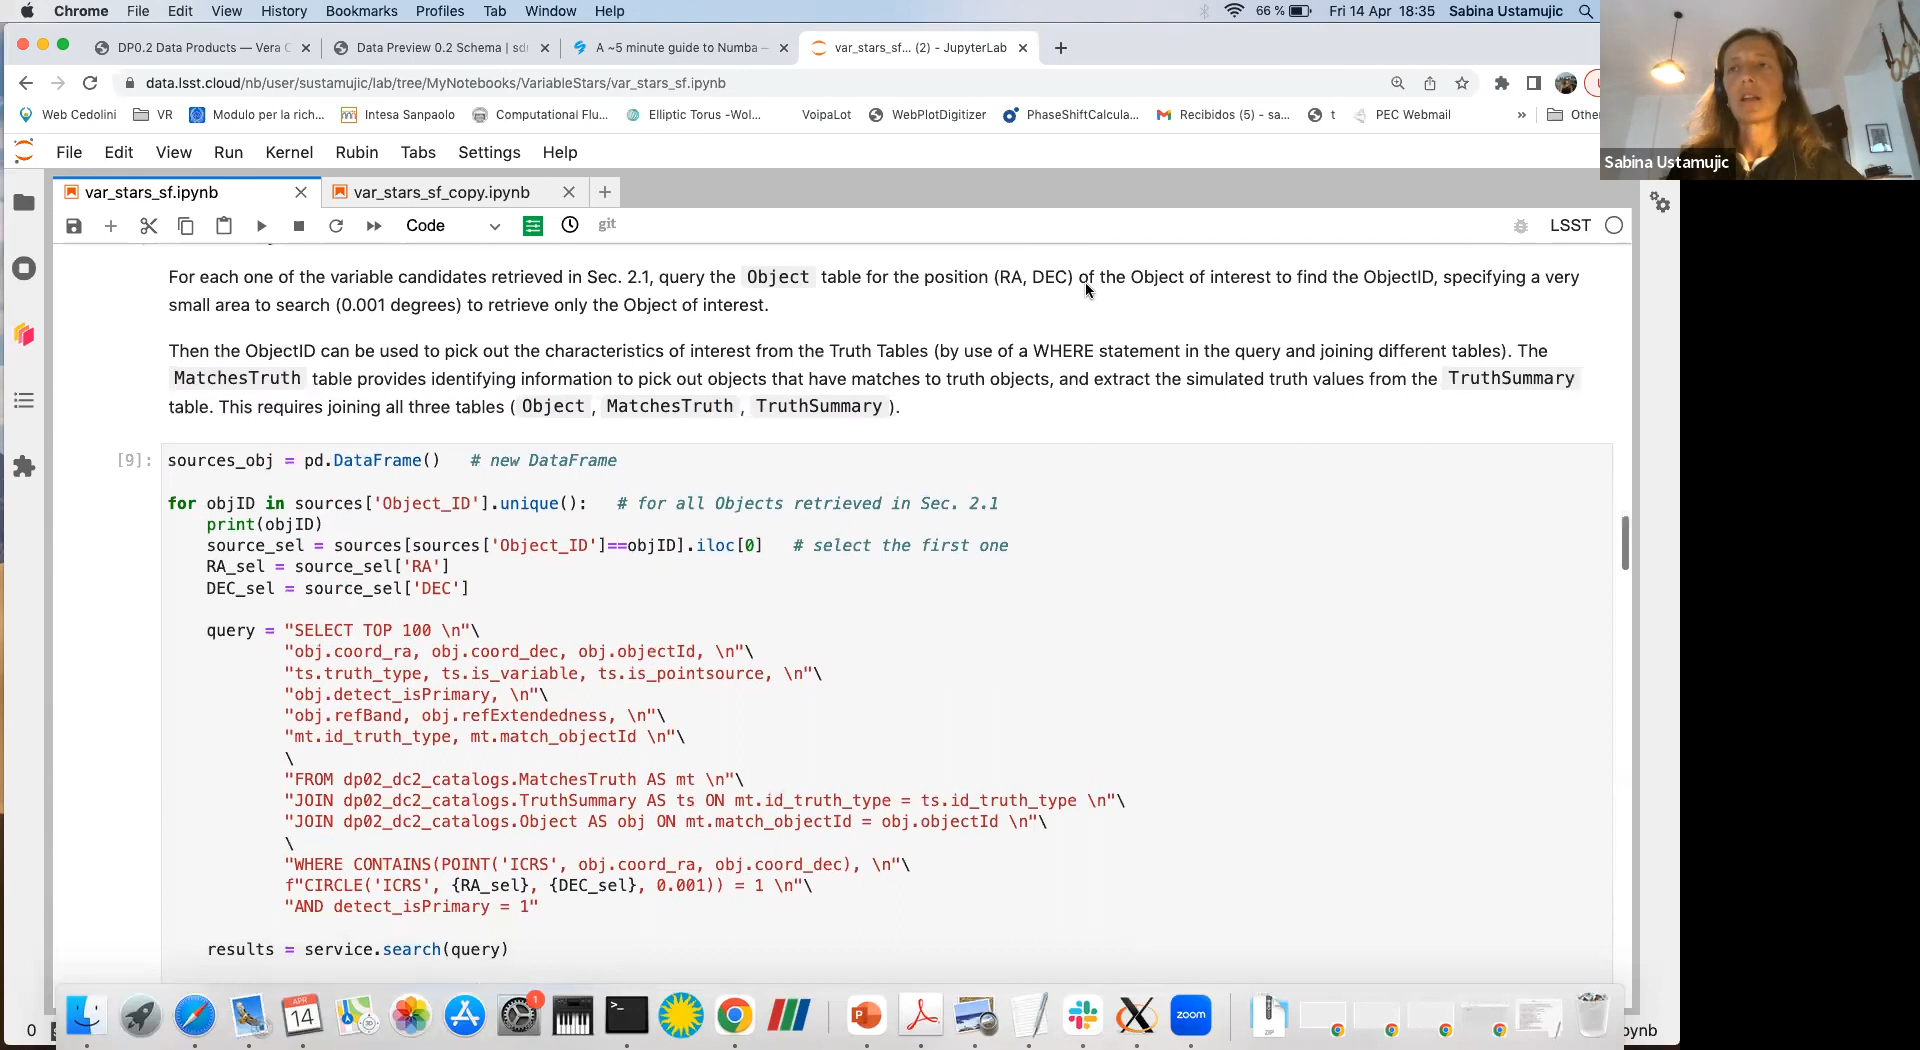 Chrome File Edit View History Bookmarks Profiles Tab Window Help 66 % Fri 14 Apr 18:35 Sabina Ustamujic
DP0.2 Data Products — Vera C Data Preview 0.2 Schema | sd A ~5 minute guide to Numba — var_stars_sf... (2) - JupyterLab
data.lsst.cloud/nb/user/sustamujic/lab/tree/MyNotebooks/VariableStars/var_stars_sf.ipynb
Web Cedolini VR Modulo per la rich... Intesa Sanpaolo Computational Flu... Elliptic Torus -Wol... VoipaLot WebPlotDigitizer PhaseShiftCalcula... Recibidos (5) - sa... t PEC Webmail » Othe
File Edit View Run Kernel Rubin Tabs Settings Help
Sabina Ustamujic
var_stars_sf.ipynb var_stars_sf_copy.ipynb
Code git LSST
For each one of the variable candidates retrieved in Sec. 2.1, query the Object table for the position (RA, DEC) of the Object of interest to find the ObjectID, specifying a very
small area to search (0.001 degrees) to retrieve only the Object of interest.
Then the ObjectID can be used to pick out the characteristics of interest from the Truth Tables (by use of a WHERE statement in the query and joining different tables). The
MatchesTruth table provides identifying information to pick out objects that have matches to truth objects, and extract the simulated truth values from the TruthSummary
table. This requires joining all three tables ( Object , MatchesTruth , TruthSummary ).
[9]: sources_obj = pd.DataFrame() # new DataFrame
for objID in sources['Object_ID'].unique(): # for all Objects retrieved in Sec. 2.1
print(objID)
source_sel = sources[sources['Object_ID']==objID].iloc[0] # select the first one
RA_sel = source_sel['RA']
DEC_sel = source_sel['DEC']
query = "SELECT TOP 100 \n"\
"obj.coord_ra, obj.coord_dec, obj.objectId, \n"\
"ts.truth_type, ts.is_variable, ts.is_pointsource, \n"\
"obj.detect_isPrimary, \n"\
"obj.refBand, obj.refExtendedness, \n"\
"mt.id_truth_type, mt.match_objectId \n"\
\
"FROM dp02_dc2_catalogs.MatchesTruth AS mt \n"\
"JOIN dp02_dc2_catalogs.TruthSummary AS ts ON mt.id_truth_type = ts.id_truth_type \n"\
"JOIN dp02_dc2_catalogs.Object AS obj ON mt.match_objectId = obj.objectId \n"\
\
"WHERE CONTAINS(POINT('ICRS', obj.coord_ra, obj.coord_dec), \n"\
f"CIRCLE('ICRS', {RA_sel}, {DEC_sel}, 0.001)) = 1 \n"\
"AND detect_isPrimary = 1"
results = service.search(query)
APR
14
1
zoom
ZIP
0
pynb